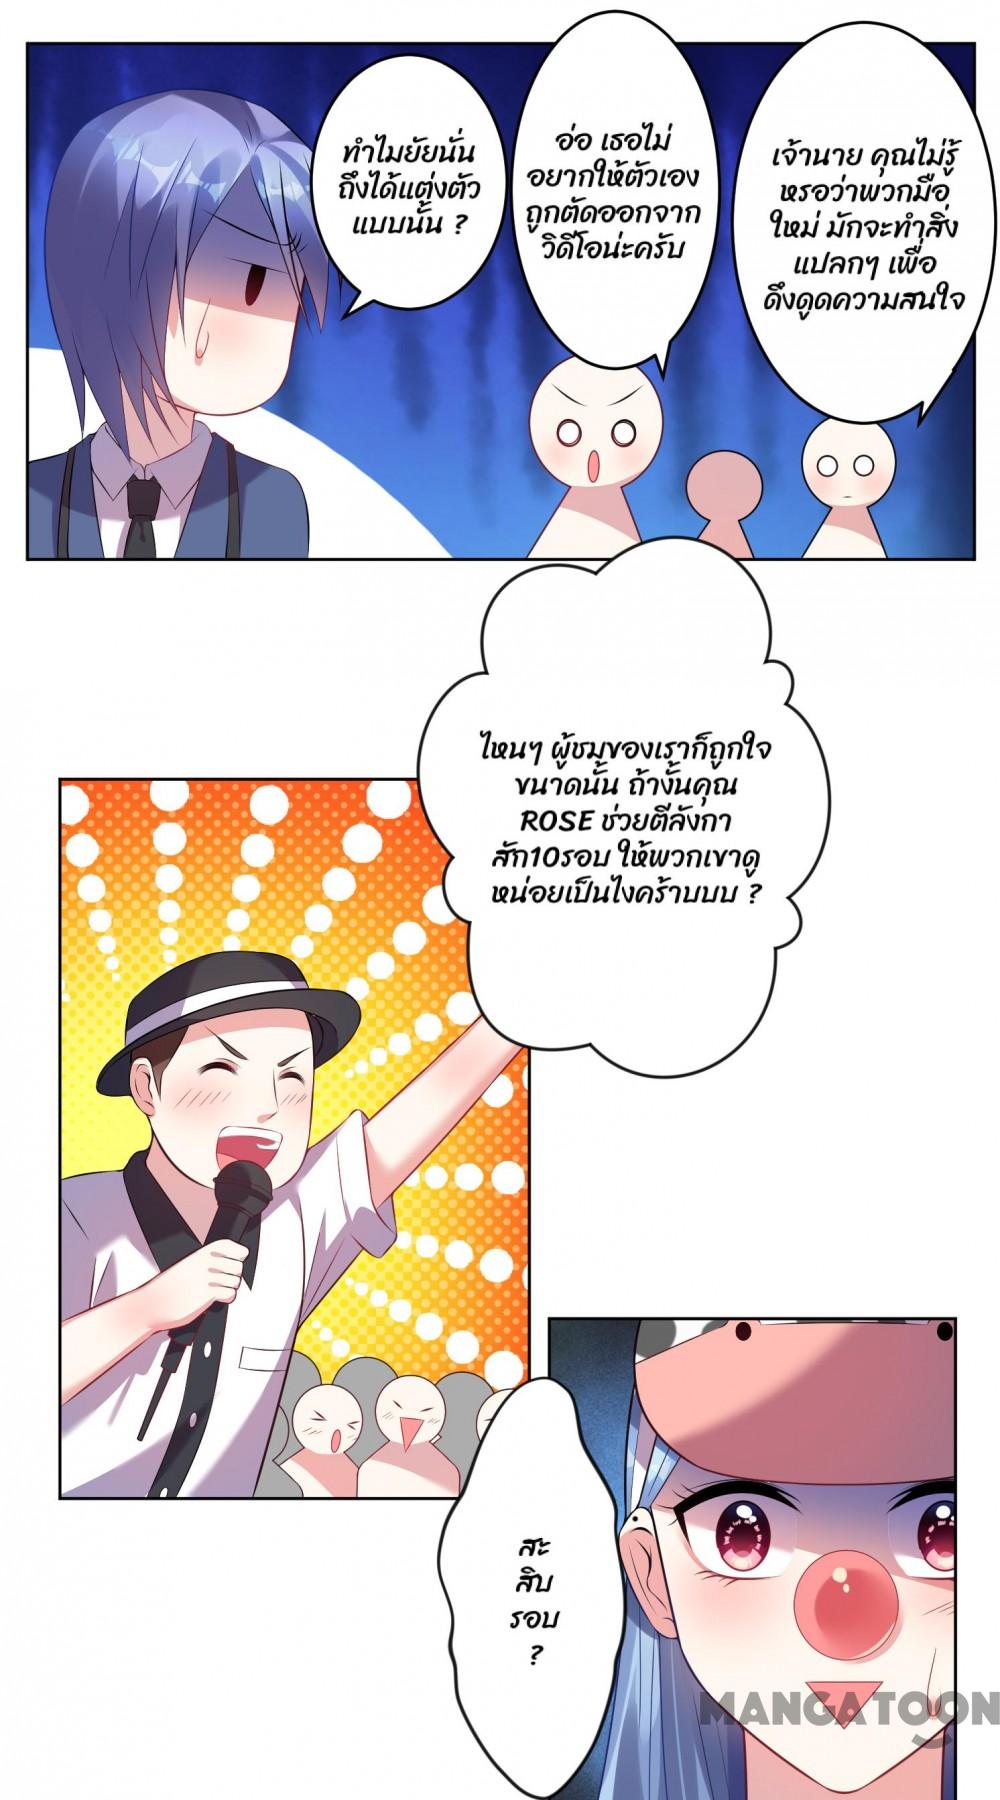 ทำไมยัยนั่น
ถึงได้แต่งตัว
แบบนั้น ?
อ่อ เธอไม่
อยากให้ตัวเอง
ถูกตัดออกจาก
วิดีโอน่ะครับ
เจ้านาย คุณไม่รู้
หรอว่าพวกมือ
ใหม่ มักจะทำสิ่ง
แปลกๆ เพื่อ
ดึงดูดความสนใจ
ไหนๆ ผู้ชมของเราก็ถูกใจ
ขนาดนั้น ถ้างั้นคุณ
ROSE ช่วยตีลังกา
สัก10รอบ ให้พวกเขาดู
หน่อยเป็นไงคร้าบบบ ?
สะ
สิบ
รอบ
?
MANGATOON